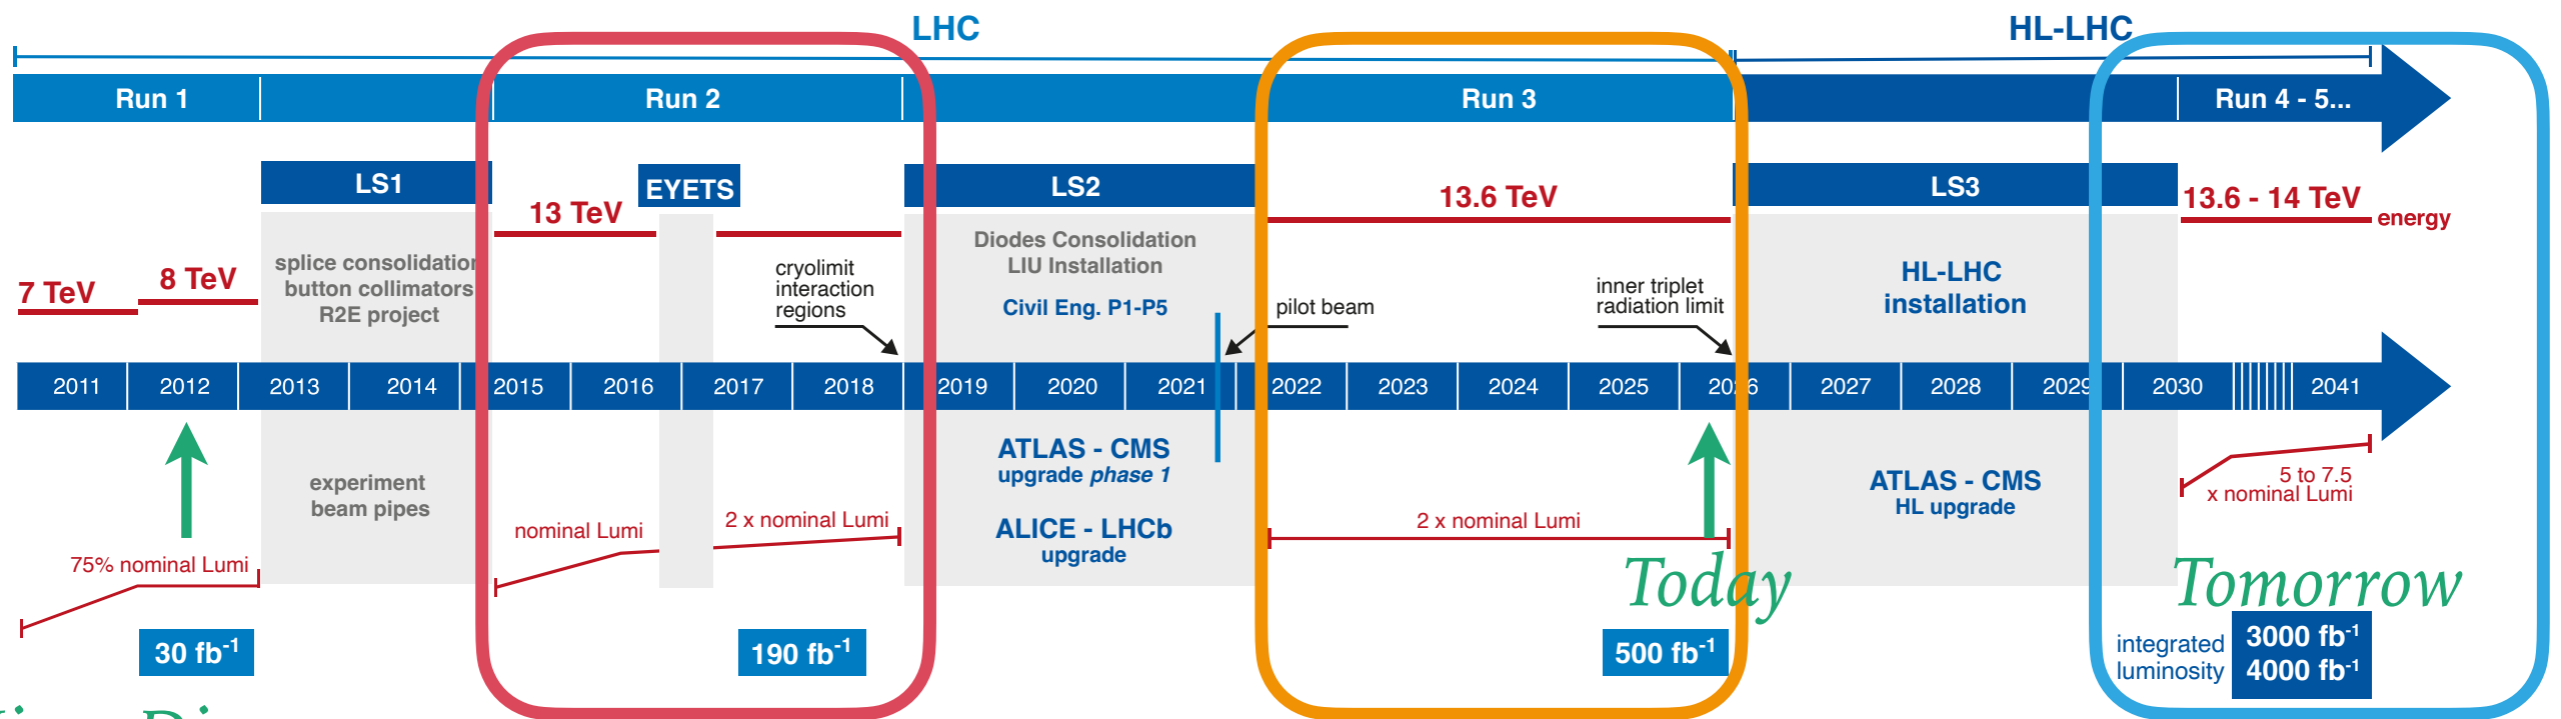 LHC
HL-LHC
Run 1
Run 2
Run 3
Run 4 - 5...
LS1
EYETS
LS2
LS3
13 TeV
13.6 TeV
13.6 - 14 TeV
energy
7 TeV
8 TeV
splice consolidation
button collimators
R2E project
cryolimit
interaction
regions
Diodes Consolidation
LIU Installation
Civil Eng. P1-P5
pilot beam
inner triplet
radiation limit
HL-LHC
installation
2011
2012
2013
2014
2015
2016
2017
2018
2019
2020
2021
2022
2023
2024
2025
2026
2027
2028
2029
2030
2041
experiment
beam pipes
ATLAS - CMS
upgrade phase 1
ALICE - LHCb
upgrade
ATLAS - CMS
HL upgrade
75% nominal Lumi
nominal Lumi
2 x nominal Lumi
2 x nominal Lumi
5 to 7.5
x nominal Lumi
Today
Tomorrow
30 fb⁻¹
190 fb⁻¹
500 fb⁻¹
integrated
luminosity
3000 fb⁻¹
4000 fb⁻¹